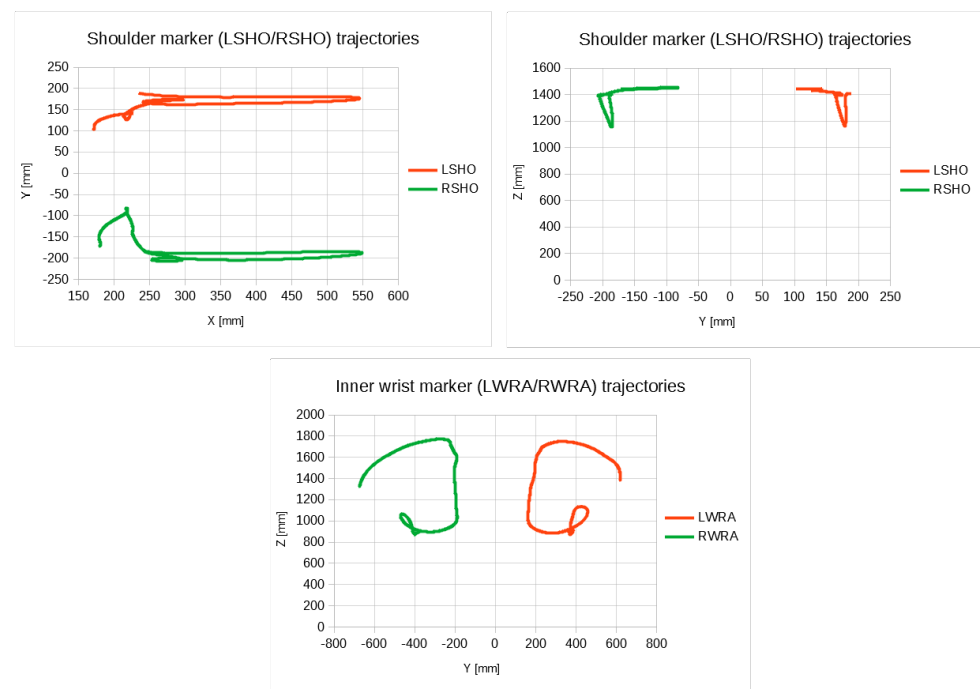 Shoulder marker (LSHO/RSHO) trajectories
250
200
150
100
50
0
-50
-100
-150
-200
-250
Y [mm]
150 200 250 300 350 400 450 500 550 600
X [mm]
LSHO
RSHO
Shoulder marker (LSHO/RSHO) trajectories
1600
1400
1200
1000
800
600
400
200
0
Z [mm]
-250 -200 -150 -100 -50 0 50 100 150 200 250
Y [mm]
LSHO
RSHO
Inner wrist marker (LWRA/RWRA) trajectories
2000
1800
1600
1400
1200
1000
800
600
400
200
0
Z [mm]
-800 -600 -400 -200 0 200 400 600 800
Y [mm]
LWRA
RWRA